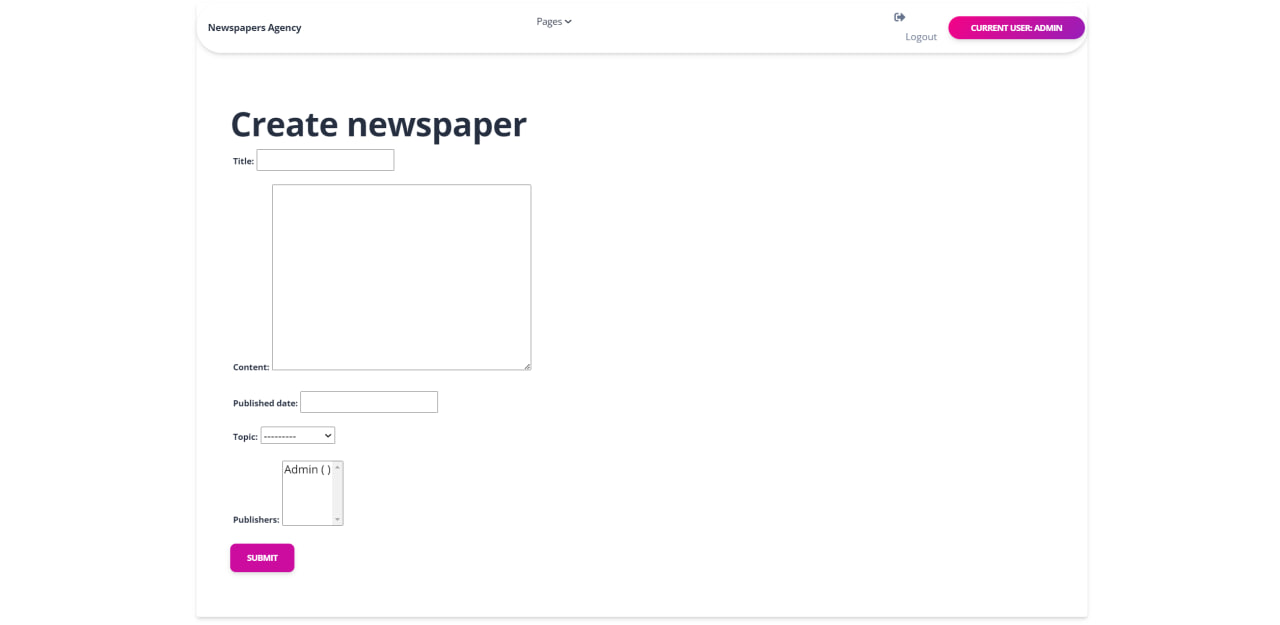 Newspapers Agency
Pages
Logout
CURRENT USER: ADMIN
Create newspaper
Title:
Content:
Published date:
Topic: ---------
Admin ( )
Publishers:
SUBMIT